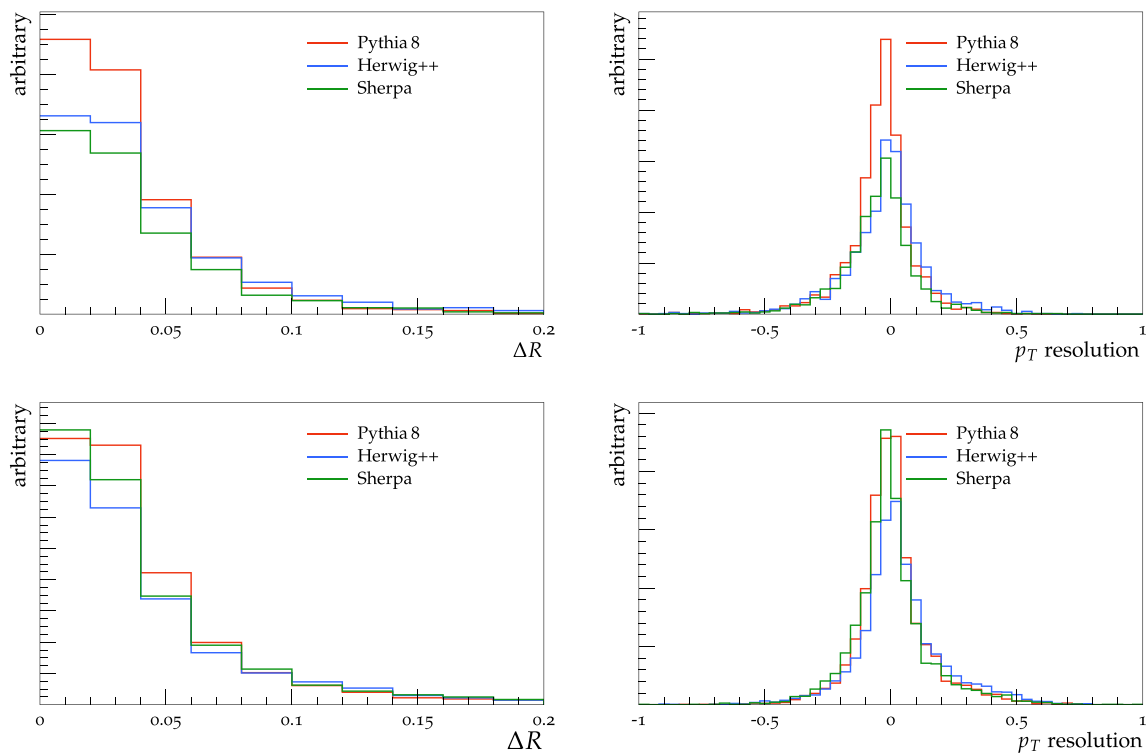 arbitrary
Pythia 8
Herwig++
Sherpa
0 0.05 0.1 0.15 0.2
ΔR
arbitrary
Pythia 8
Herwig++
Sherpa
-1 -0.5 0 0.5 1
p_T resolution
arbitrary
Pythia 8
Herwig++
Sherpa
0 0.05 0.1 0.15 0.2
ΔR
arbitrary
Pythia 8
Herwig++
Sherpa
-1 -0.5 0 0.5 1
p_T resolution